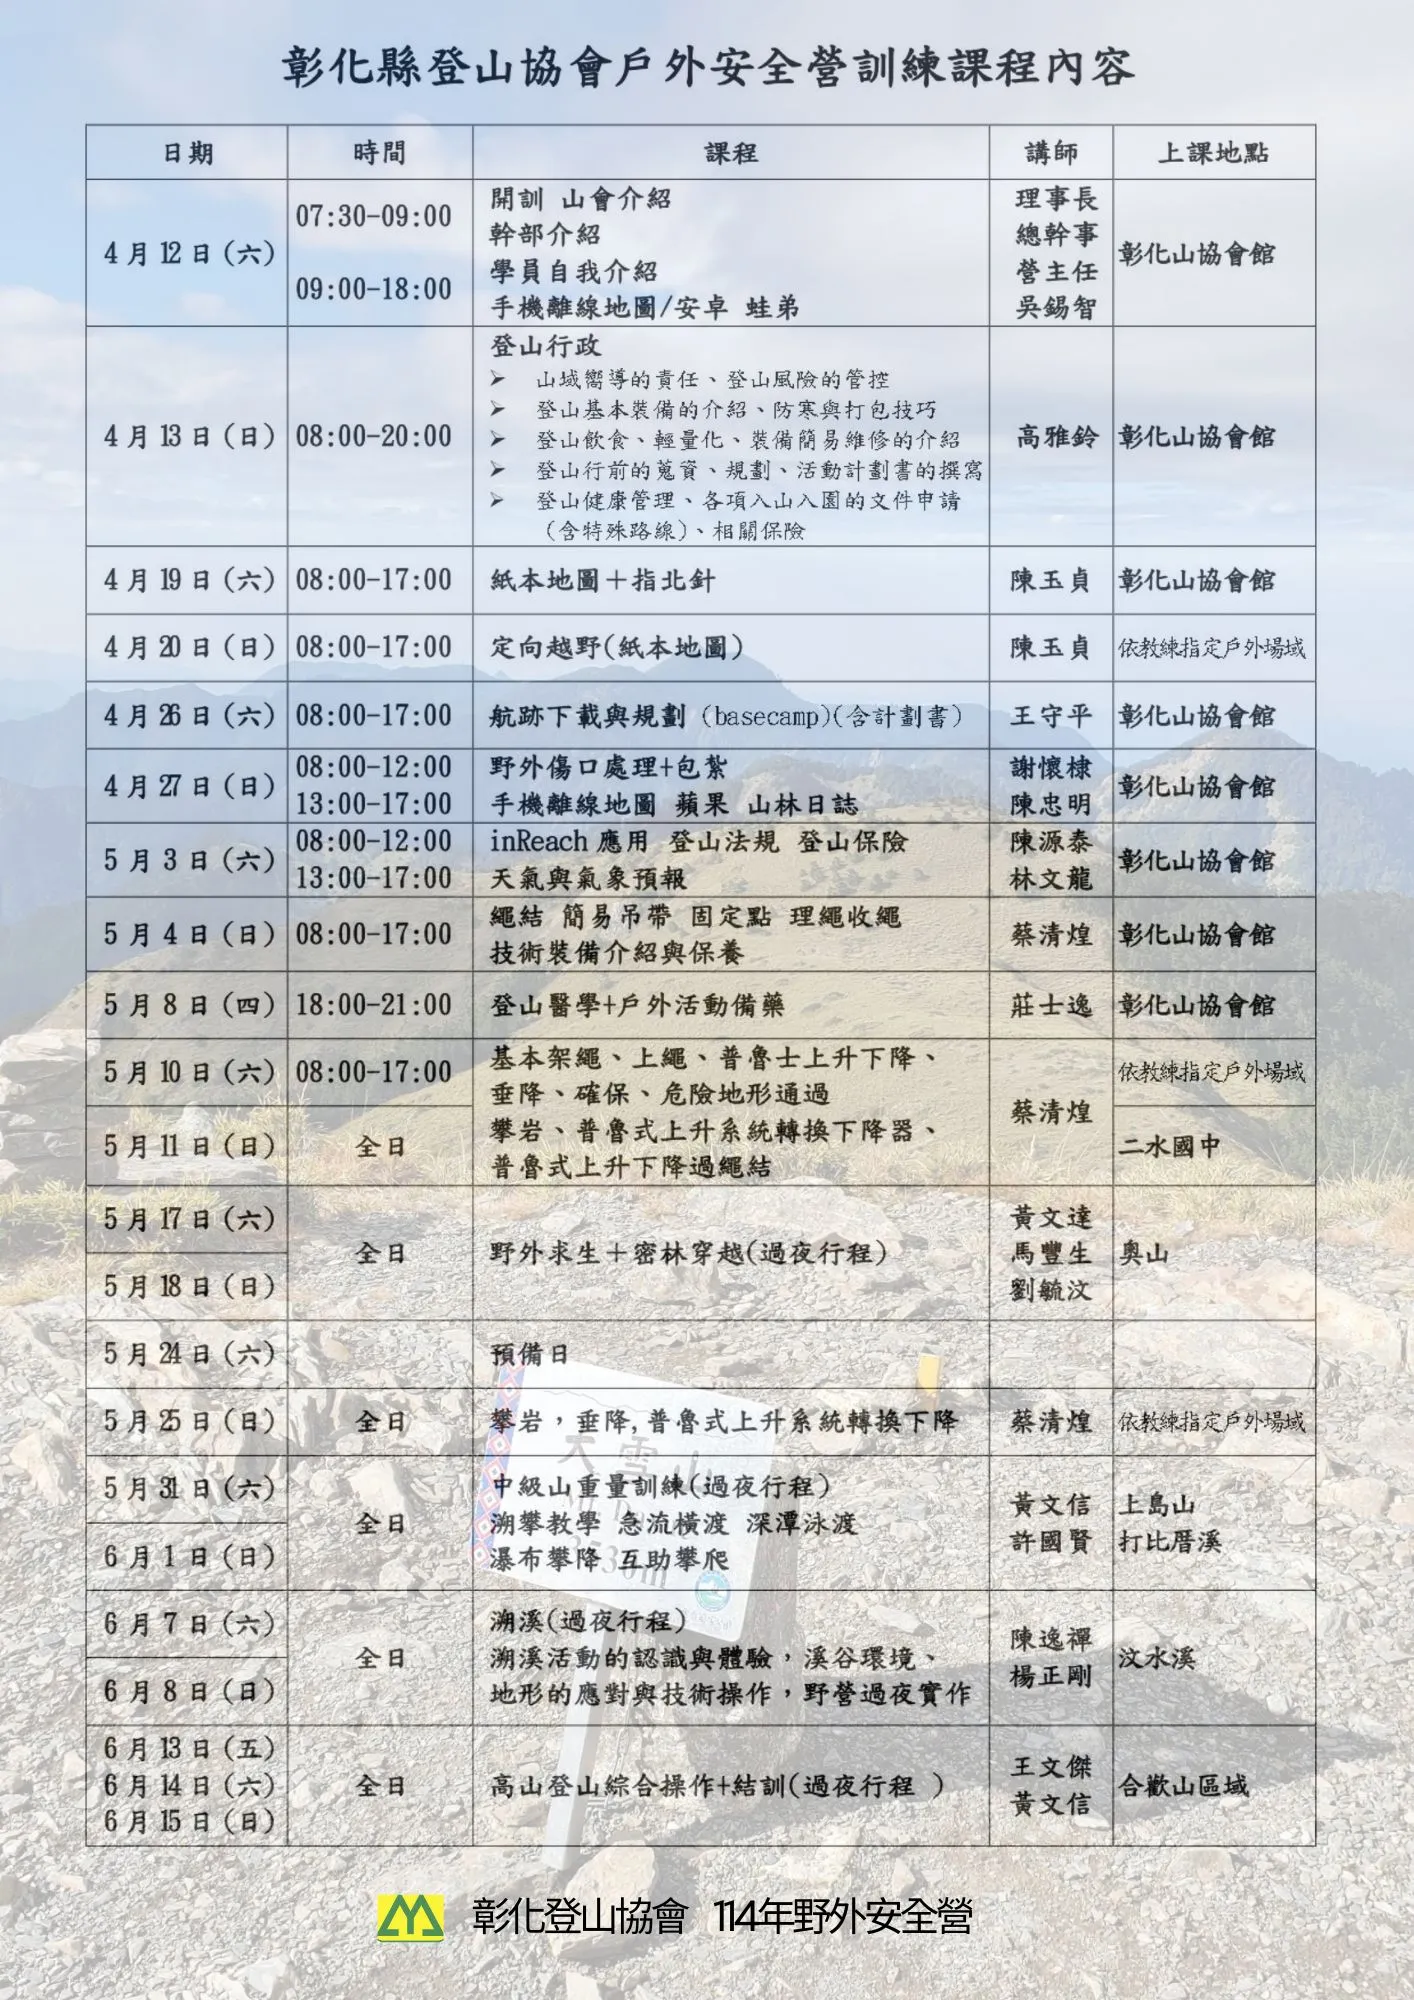 彰化縣登山協會戶外安全營訓練課程內容
日期 時間 課程 講師 上課地點
4月12日(六) 07:30-09:00 09:00-18:00 開訓 山會介紹 理事長 彰化山協會館
幹部介紹 總幹事
學員自我介紹 營主任
手機離線地圖/安卓 蛙弟 吳錫智
4月13日(日) 08:00-20:00 登山行政 高雅鈴 彰化山協會館
➢ 山域嚮導的責任、登山風險的管控
➢ 登山基本裝備的介紹、防寒與打包技巧
➢ 登山飲食、輕量化、裝備簡易維修的介紹
➢ 登山行前的蒐資、規劃、活動計劃書的撰寫
➢ 登山健康管理、各項入山入園的文件申請
(含特殊路線)、相關保險
4月19日(六) 08:00-17:00 紙本地圖＋指北針 陳玉貞 彰化山協會館
4月20日(日) 08:00-17:00 定向越野(紙本地圖) 陳玉貞 依教練指定戶外場域
4月26日(六) 08:00-17:00 航跡下載與規劃 (basecamp)(含計劃書) 王守平 彰化山協會館
4月27日(日) 08:00-12:00 野外傷口處理+包紮 謝懷棣 彰化山協會館
13:00-17:00 手機離線地圖 蘋果 山林日誌 陳忠明
5月3日(六) 08:00-12:00 inReach 應用 登山法規 登山保險 陳源泰 彰化山協會館
13:00-17:00 天氣與氣象預報 林文龍
5月4日(日) 08:00-17:00 繩結 簡易吊帶 固定點 理繩收繩 蔡清煌 彰化山協會館
技術裝備介紹與保養
5月8日(四) 18:00-21:00 登山醫學+戶外活動備藥 莊士逸 彰化山協會館
5月10日(六) 08:00-17:00 基本架繩、上繩、普魯士上升下降、 蔡清煌 依教練指定戶外場域
垂降、確保、危險地形通過
5月11日(日) 全日 攀岩、普魯式上升系統轉換下降器、 二水國中
普魯式上升下降過繩結
5月17日(六) 全日 野外求生＋密林穿越(過夜行程) 黃文達 奧山
5月18日(日) 馬豐生
劉毓汶
5月24日(六) 預備日
5月25日(日) 全日 攀岩，垂降,普魯式上升系統轉換下降 蔡清煌 依教練指定戶外場域
5月31日(六) 全日 中級山重量訓練(過夜行程) 黃文信 上島山
6月1日(日) 溯攀教學 急流橫渡 深潭泳渡 許國賢 打比厝溪
瀑布攀降 互助攀爬
6月7日(六) 全日 溯溪(過夜行程) 陳逸禪 汶水溪
6月8日(日) 溯溪活動的認識與體驗，溪谷環境、 楊正剛
地形的應對與技術操作，野營過夜實作
6月13日(五) 全日 高山登山綜合操作+結訓(過夜行程 ) 王文傑 合歡山區域
6月14日(六) 黃文信
6月15日(日)
彰化登山協會 114年野外安全營